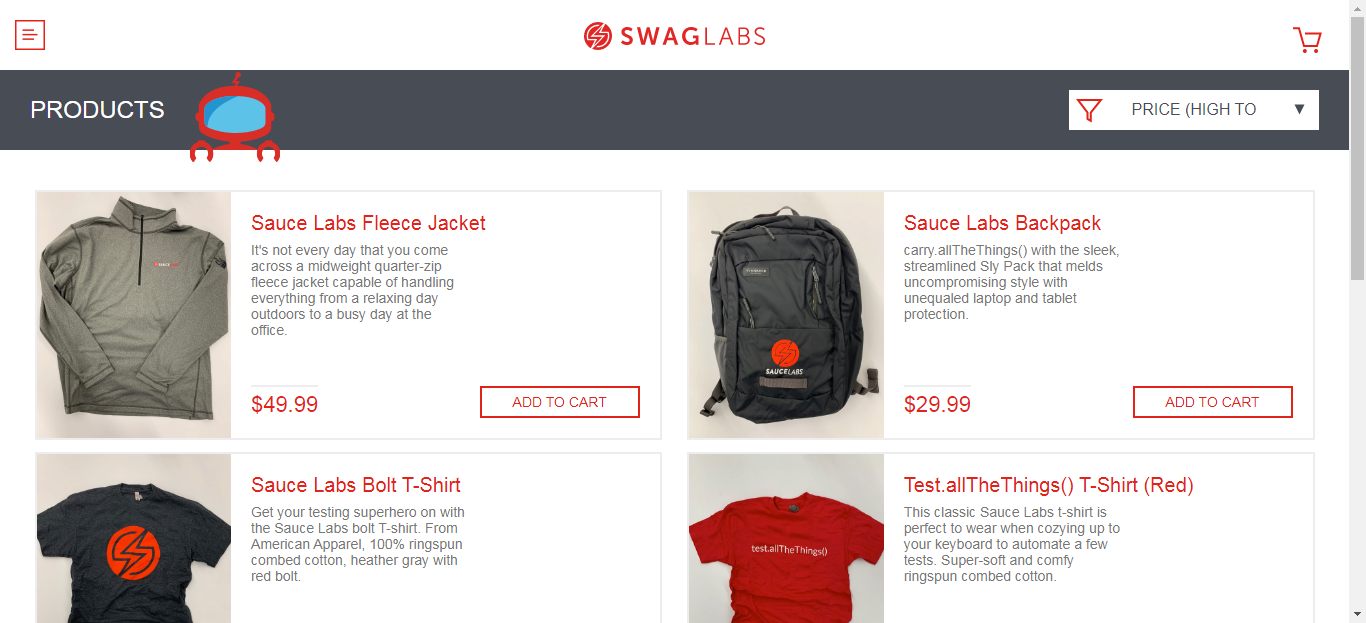 SWAGLABS
PRODUCTS
PRICE (HIGH TO
Sauce Labs Fleece Jacket
It's not every day that you come
across a midweight quarter-zip
fleece jacket capable of handling
everything from a relaxing day
outdoors to a busy day at the
office.
$49.99
ADD TO CART
SAUCELABS
Sauce Labs Backpack
carry.allTheThings() with the sleek,
streamlined Sly Pack that melds
uncompromising style with
unequaled laptop and tablet
protection.
$29.99
ADD TO CART
Sauce Labs Bolt T-Shirt
Get your testing superhero on with
the Sauce Labs bolt T-shirt. From
American Apparel, 100% ringspun
combed cotton, heather gray with
red bolt.
test.allTheThings()
Test.allTheThings() T-Shirt (Red)
This classic Sauce Labs t-shirt is
perfect to wear when cozying up to
your keyboard to automate a few
tests. Super-soft and comfy
ringspun combed cotton.